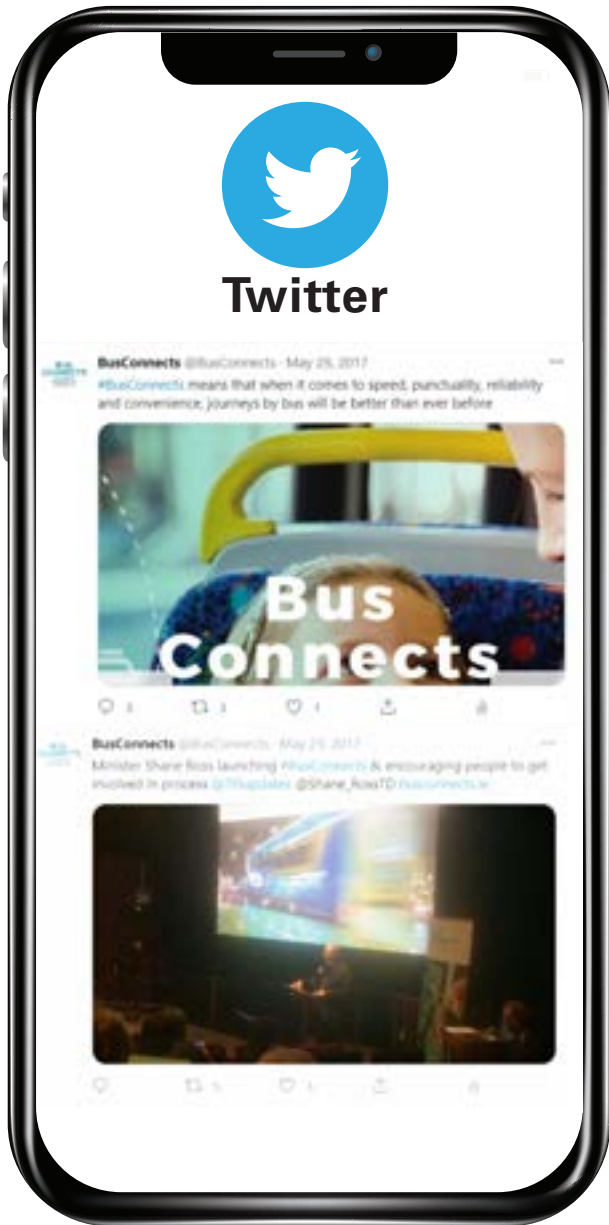 Twitter
BusConnects @BusConnects · May 29, 2017
#BusConnects means that when it comes to speed, punctuality, reliability
and convenience, journeys by bus will be better than ever before
Bus
Connects
BusConnects @BusConnects · May 29, 2017
Minister Shane Ross launching #BusConnects & encouraging people to get
involved in process @TFIupdates @Shane_RossTD busconnects.ie